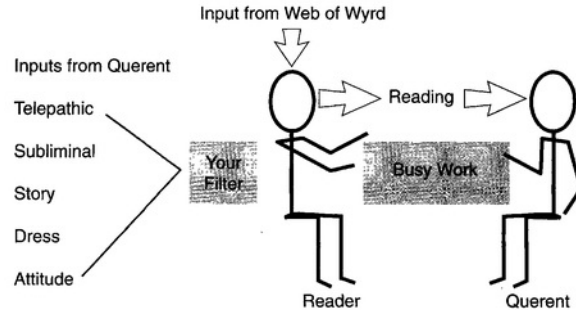 Input from Web of Wyrd
Inputs from Querent
Telepathic
Subliminal
Story
Dress
Attitude
Your
Filter
Reading
Busy Work
Reader
Querent